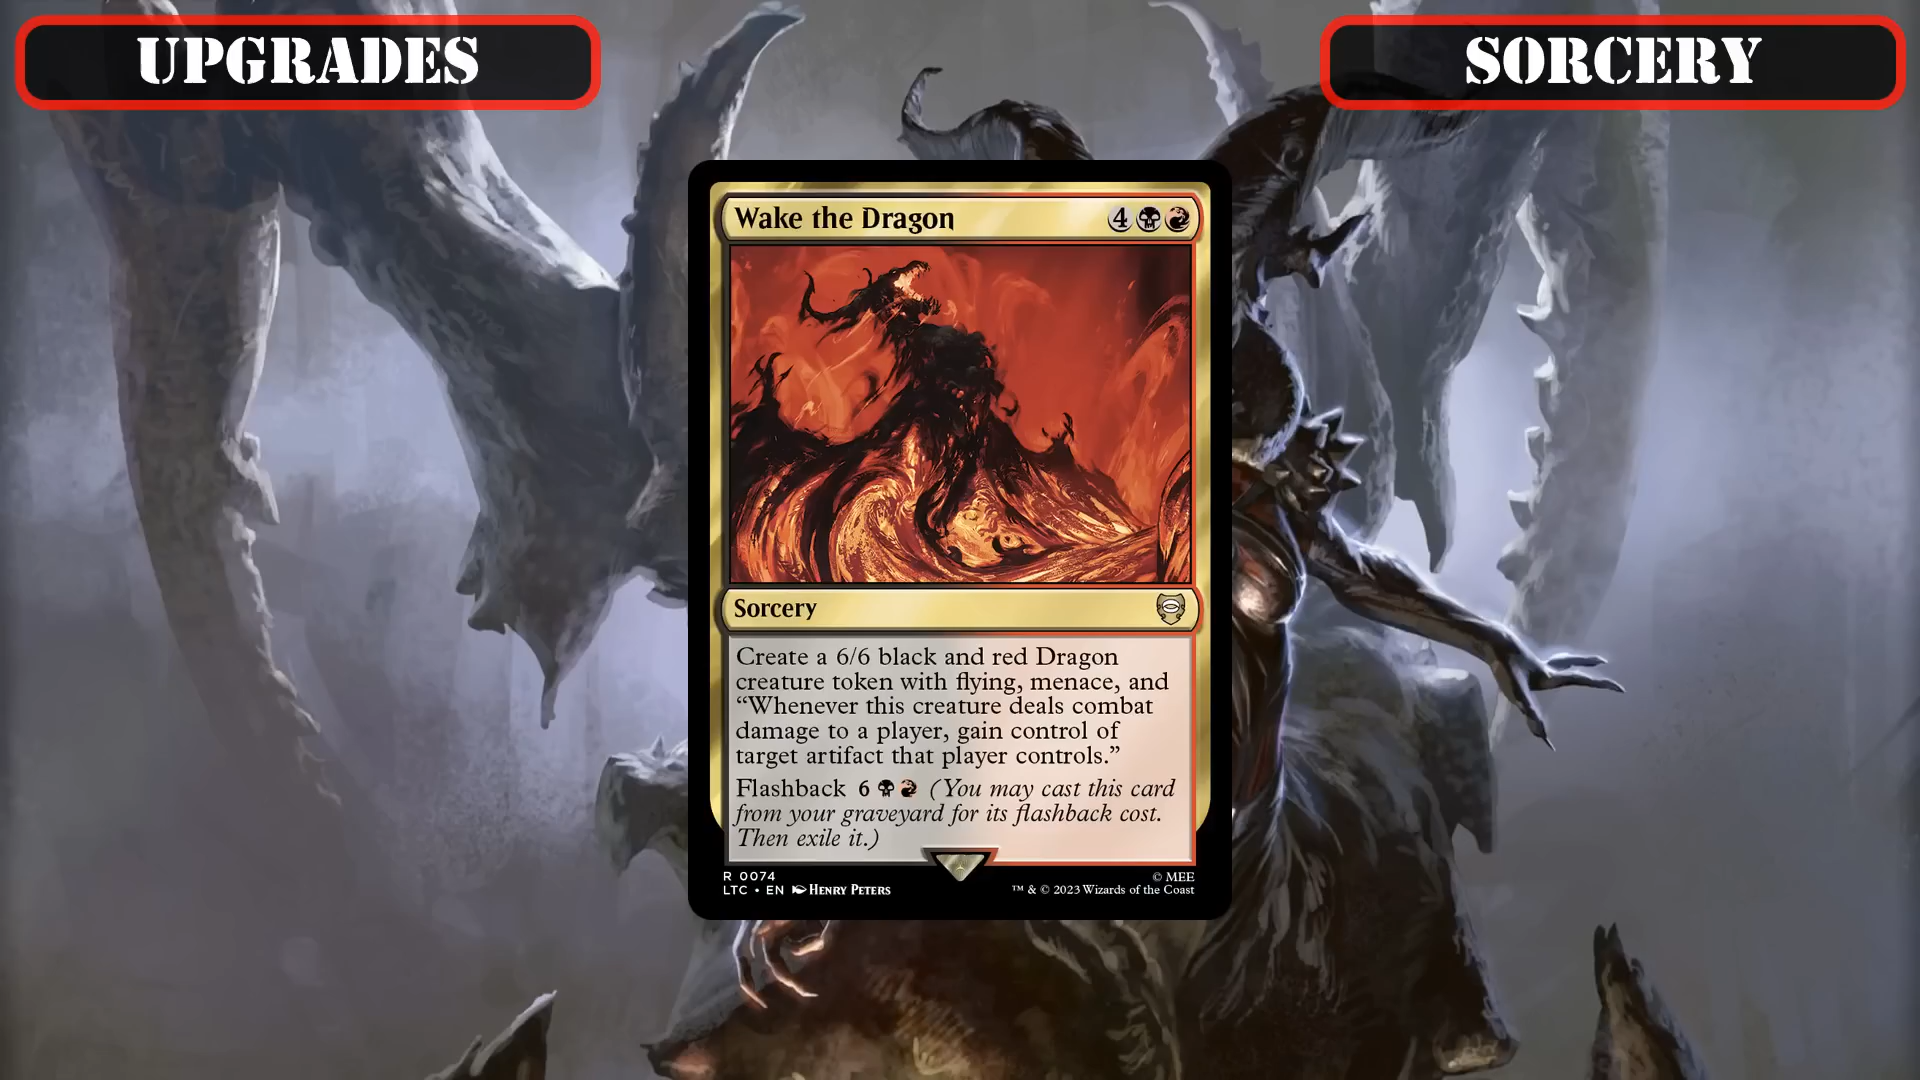 UPGRADES
SORCERY
Wake the Dragon 4
Sorcery
Create a 6/6 black and red Dragon
creature token with flying, menace, and
“Whenever this creature deals combat
damage to a player, gain control of
target artifact that player controls.”
Flashback 6 (You may cast this card
from your graveyard for its flashback cost.
Then exile it.)
R 0074
LTC • EN Henry Peters
© MEE
™ & © 2023 Wizards of the Coast